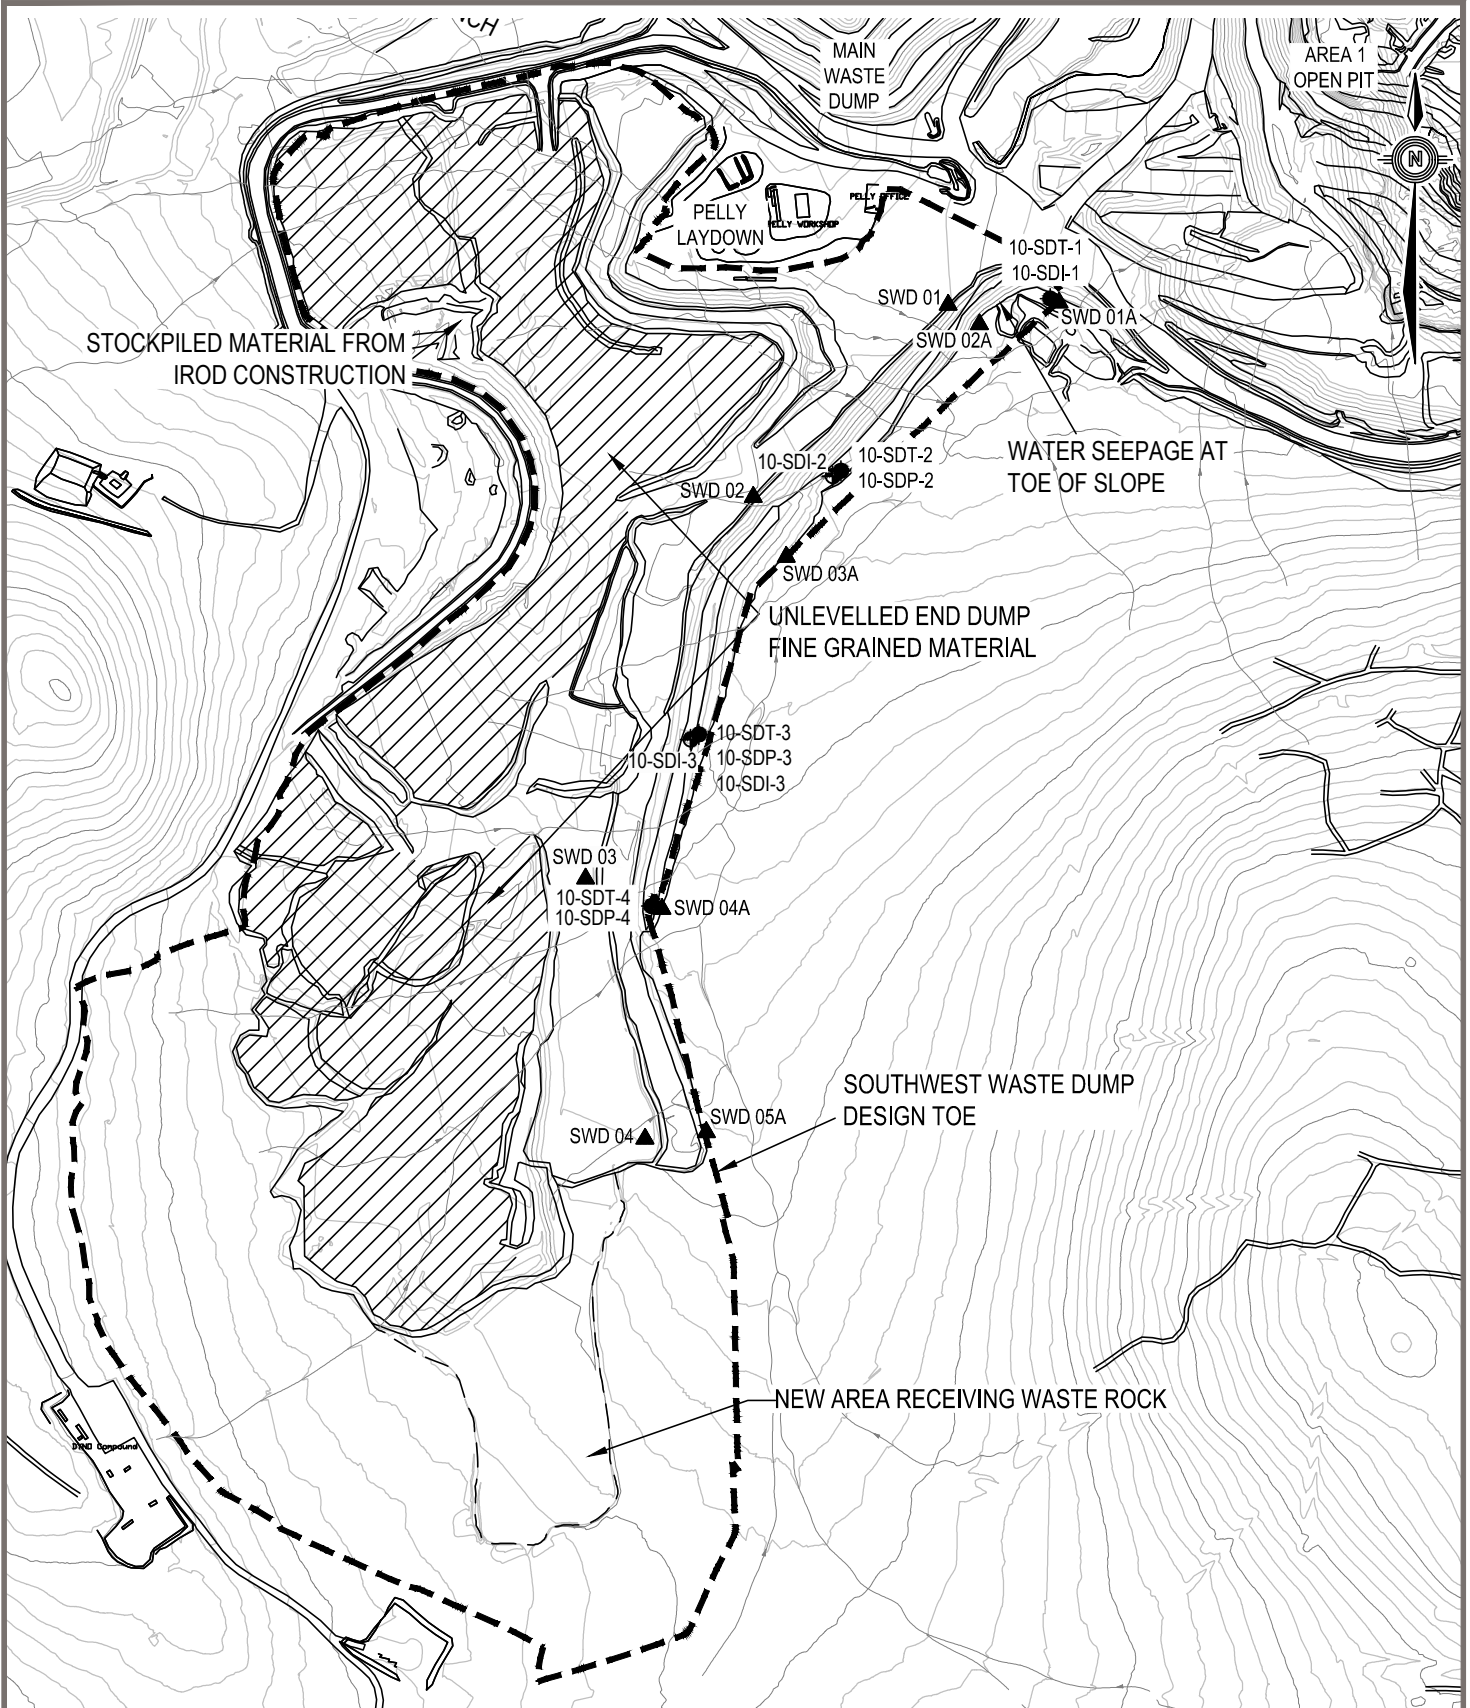 MAIN
WASTE
DUMP
AREA 1
OPEN PIT
N
PELLY
LAYDOWN
PELLY WORKSHOP
PELLY OFFICE
10-SDT-1
10-SDI-1
SWD 01
SWD 01A
SWD 02A
STOCKPILED MATERIAL FROM
IROD CONSTRUCTION
WATER SEEPAGE AT
TOE OF SLOPE
10-SDI-2
10-SDT-2
10-SDP-2
SWD 02
SWD 03A
UNLEVELLED END DUMP
FINE GRAINED MATERIAL
10-SDT-3
10-SDI-3
10-SDP-3
10-SDI-3
SWD 03
10-SDT-4
10-SDP-4
SWD 04A
SOUTHWEST WASTE DUMP
DESIGN TOE
SWD 05A
SWD 04
NEW AREA RECEIVING WASTE ROCK
DYNO Compound